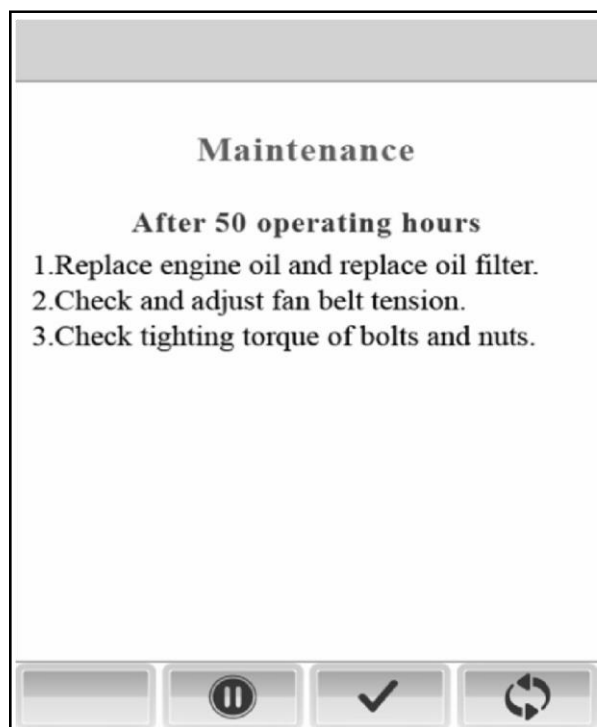 Maintenance
After 50 operating hours
1.Replace engine oil and replace oil filter.
2.Check and adjust fan belt tension.
3.Check tighting torque of bolts and nuts.